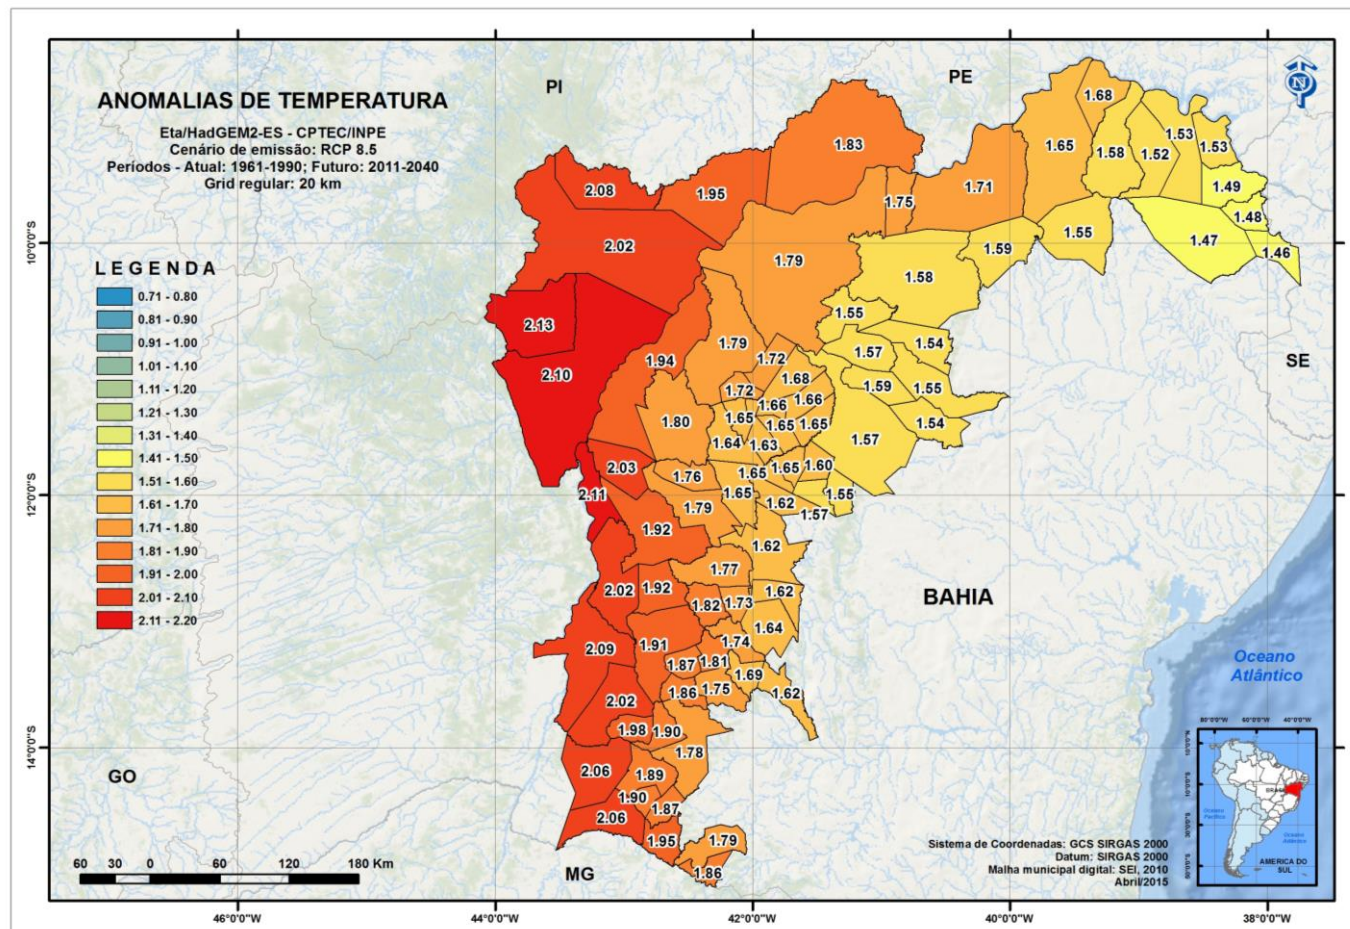 ANOMALIAS DE TEMPERATURA
Eta/HadGEM2-ES - CPTEC/INPE
Cenário de emissão: RCP 8.5
Períodos - Atual: 1961-1990; Futuro: 2011-2040
Grid regular: 20 km
PI
PE
N
SE
GO
MG
BAHIA
Oceano
Atlântico
L E G E N D A
0.71 - 0.80
0.81 - 0.90
0.91 - 1.00
1.01 - 1.10
1.11 - 1.20
1.21 - 1.30
1.31 - 1.40
1.41 - 1.50
1.51 - 1.60
1.61 - 1.70
1.71 - 1.80
1.81 - 1.90
1.91 - 2.00
2.01 - 2.10
2.11 - 2.20
1.68
1.53
1.83
1.65
1.58
1.52
1.53
2.08
1.95
1.75
1.71
1.49
1.48
2.02
1.55
1.47
1.46
1.79
1.59
1.58
2.13
1.55
1.79
1.54
1.94
1.72
1.57
2.10
1.68
1.72
1.59
1.55
1.66
1.66
1.80
1.65
1.65
1.65
1.54
1.64
1.63
1.57
2.03
1.76
1.65
1.65
1.60
2.11
1.79
1.65
1.62
1.55
1.57
1.92
1.62
1.77
2.02
1.92
1.82
1.73
1.62
1.64
2.09
1.91
1.74
1.87
1.81
1.69
2.02
1.86
1.75
1.62
1.98
1.90
1.78
2.06
1.89
1.90
1.87
2.06
1.95
1.79
1.86
10°0'0"S
12°0'0"S
14°0'0"S
60 30 0 60 120 180 Km
46°0'0"W
44°0'0"W
42°0'0"W
40°0'0"W
38°0'0"W
Sistema de Coordenadas: GCS SIRGAS 2000
Datum: SIRGAS 2000
Malha municipal digital: SEI, 2010
Abril/2015
80°0'0"W 60°0'0"W 40°0'0"W
BRASIL
Oceano
Pacífico
Oceano
Atlântico
AMERICA DO
SUL